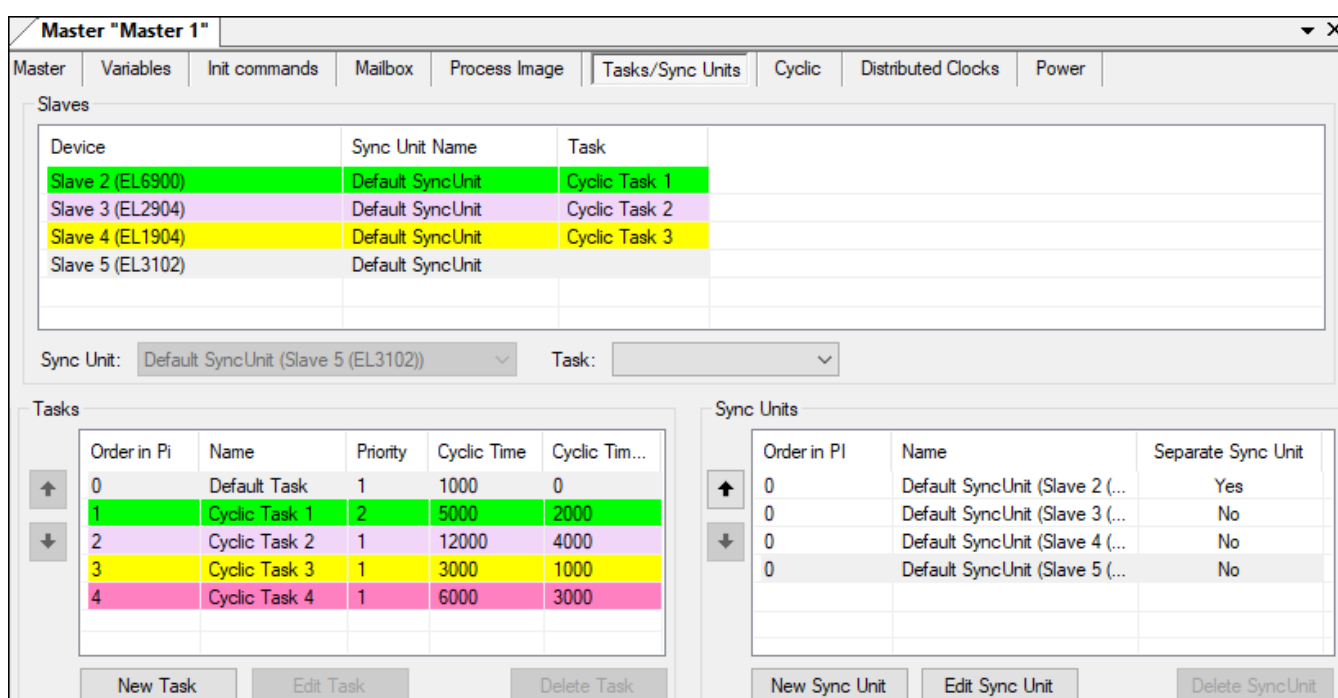 Master "Master 1"
Master Variables Init commands Mailbox Process Image Tasks/Sync Units Cyclic Distributed Clocks Power
Slaves
Device Sync Unit Name Task
Slave 2 (EL6900) Default SyncUnit Cyclic Task 1
Slave 3 (EL2904) Default SyncUnit Cyclic Task 2
Slave 4 (EL1904) Default SyncUnit Cyclic Task 3
Slave 5 (EL3102) Default SyncUnit
Sync Unit: Default SyncUnit (Slave 5 (EL3102)) Task:
Tasks
Order in Pi Name Priority Cyclic Time Cyclic Tim...
0 Default Task 1 1000 0
1 Cyclic Task 1 2 5000 2000
2 Cyclic Task 2 1 12000 4000
3 Cyclic Task 3 1 3000 1000
4 Cyclic Task 4 1 6000 3000
New Task Edit Task Delete Task
Sync Units
Order in PI Name Separate Sync Unit
0 Default SyncUnit (Slave 2 (... Yes
0 Default SyncUnit (Slave 3 (... No
0 Default SyncUnit (Slave 4 (... No
0 Default SyncUnit (Slave 5 (... No
New Sync Unit Edit Sync Unit Delete SyncUnit